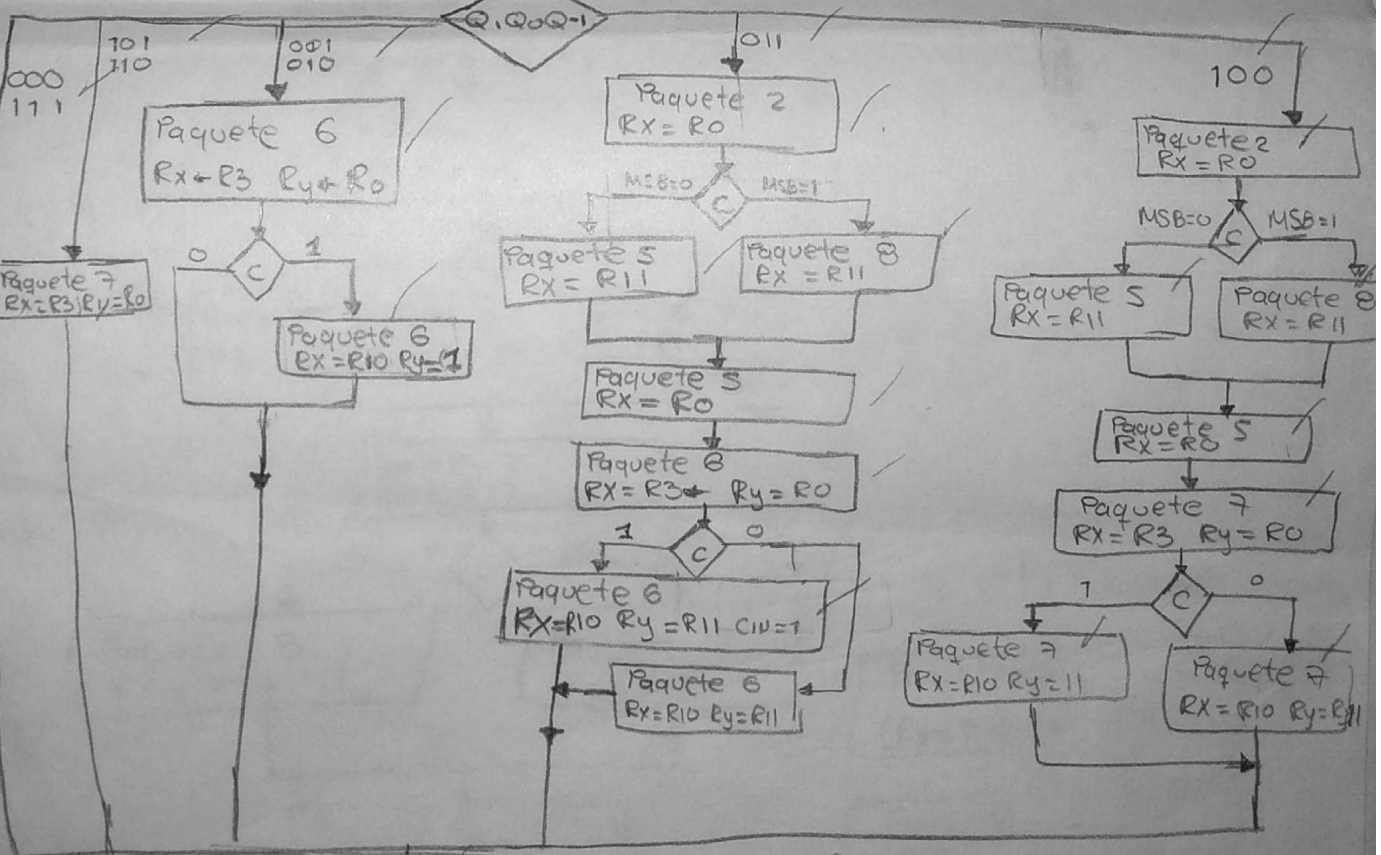 Q1Q0Q-1
000
111
101
110
001
010
011
100
Paquete 7
Rx=R3;Ry=R0
Paquete 6
Rx←R3 Ry←R0
C
0
1
Paquete 6
RX=R10 Ry=1
Paquete 2
RX=R0
MSB=0
C
MSB=1
Paquete 5
RX=R11
Paquete 8
RX=R11
Paquete 5
RX=R0
Paquete 6
RX=R3 Ry=R0
1
C
0
Paquete 6
RX=R10 Ry=R11 CIN=1
Paquete 6
Rx=R10 Ry=R11
Paquete 2
RX=R0
MSB=0
C
MSB=1
Paquete 5
RX=R11
Paquete 8
RX=R11
Paquete 5
RX=R0
Paquete 7
RX=R3 Ry=R0
1
C
0
Paquete 7
RX=R10 Ry=11
Paquete 7
RX=R10 Ry=R11